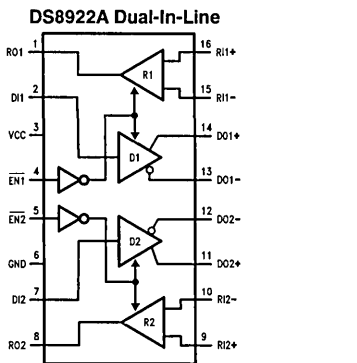 DS8922A Dual-In-Line
RO1 1 16 RI1+
R1
DI1 2 15 RI1−
VCC 3 14 DO1+
D1
EN1 4 13 DO1−
EN2 5 12 DO2−
D2
GND 6 11 DO2+
DI2 7 10 RI2−
R2
RO2 8 9 RI2+